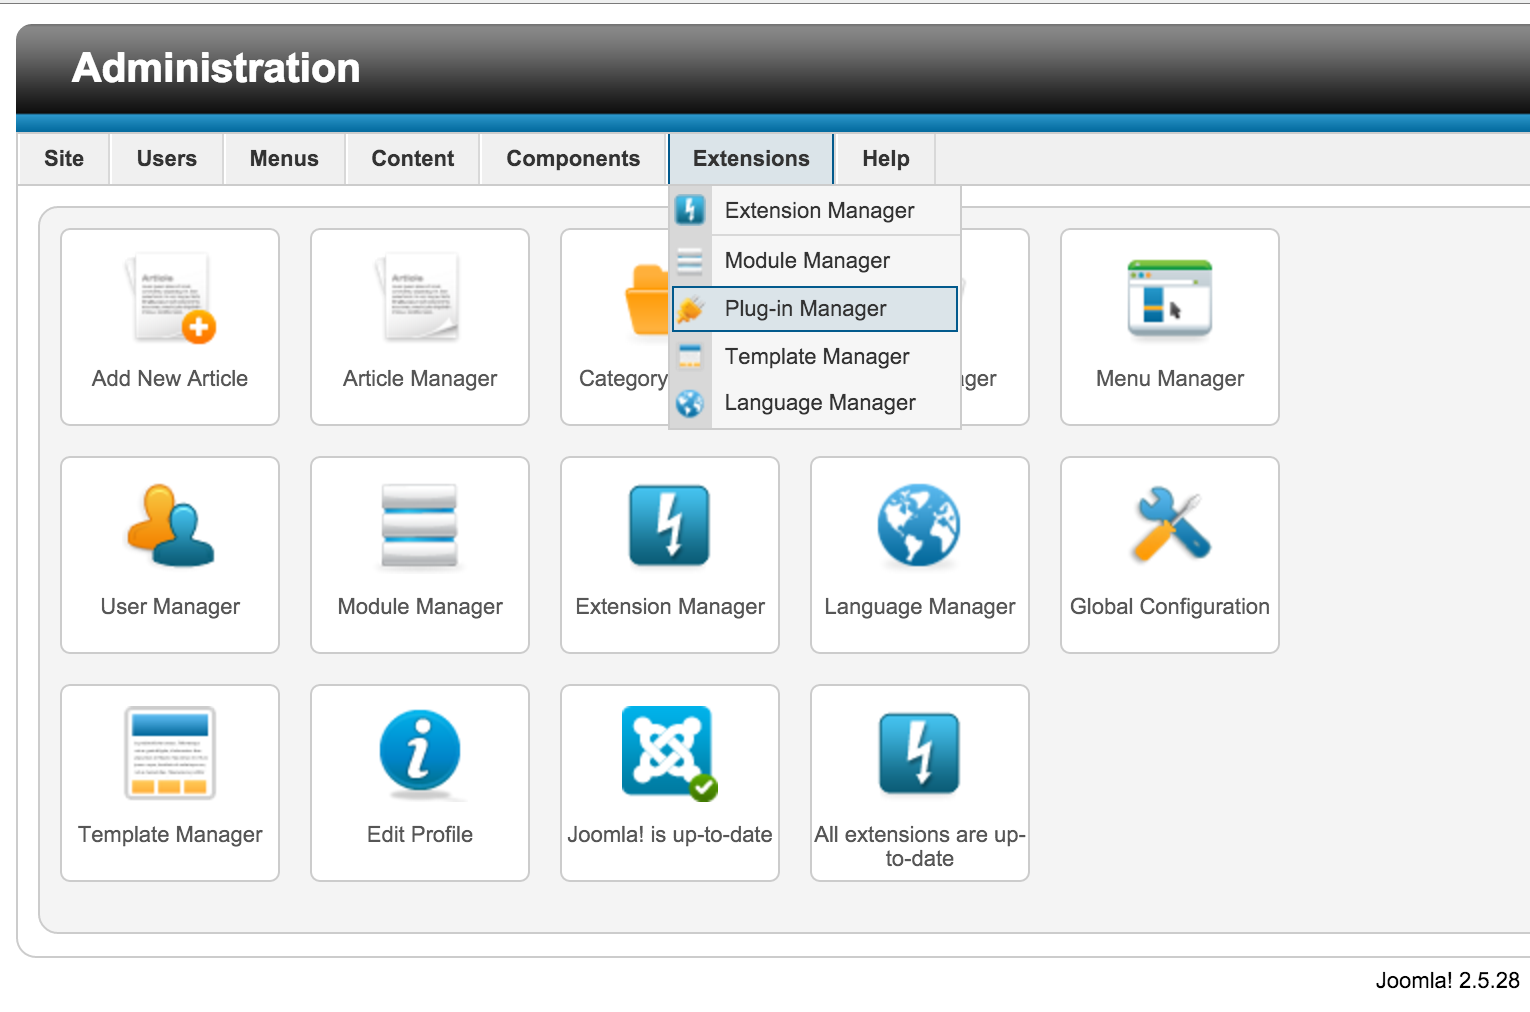 Administration
Site Users Menus Content Components Extensions Help
Extension Manager
Module Manager
Plug-in Manager
Template Manager
Language Manager
Article
Article
Add New Article Article Manager Category ger Menu Manager
User Manager Module Manager Extension Manager Language Manager Global Configuration
Template Manager Edit Profile Joomla! is up-to-date All extensions are up-
to-date
Joomla! 2.5.28